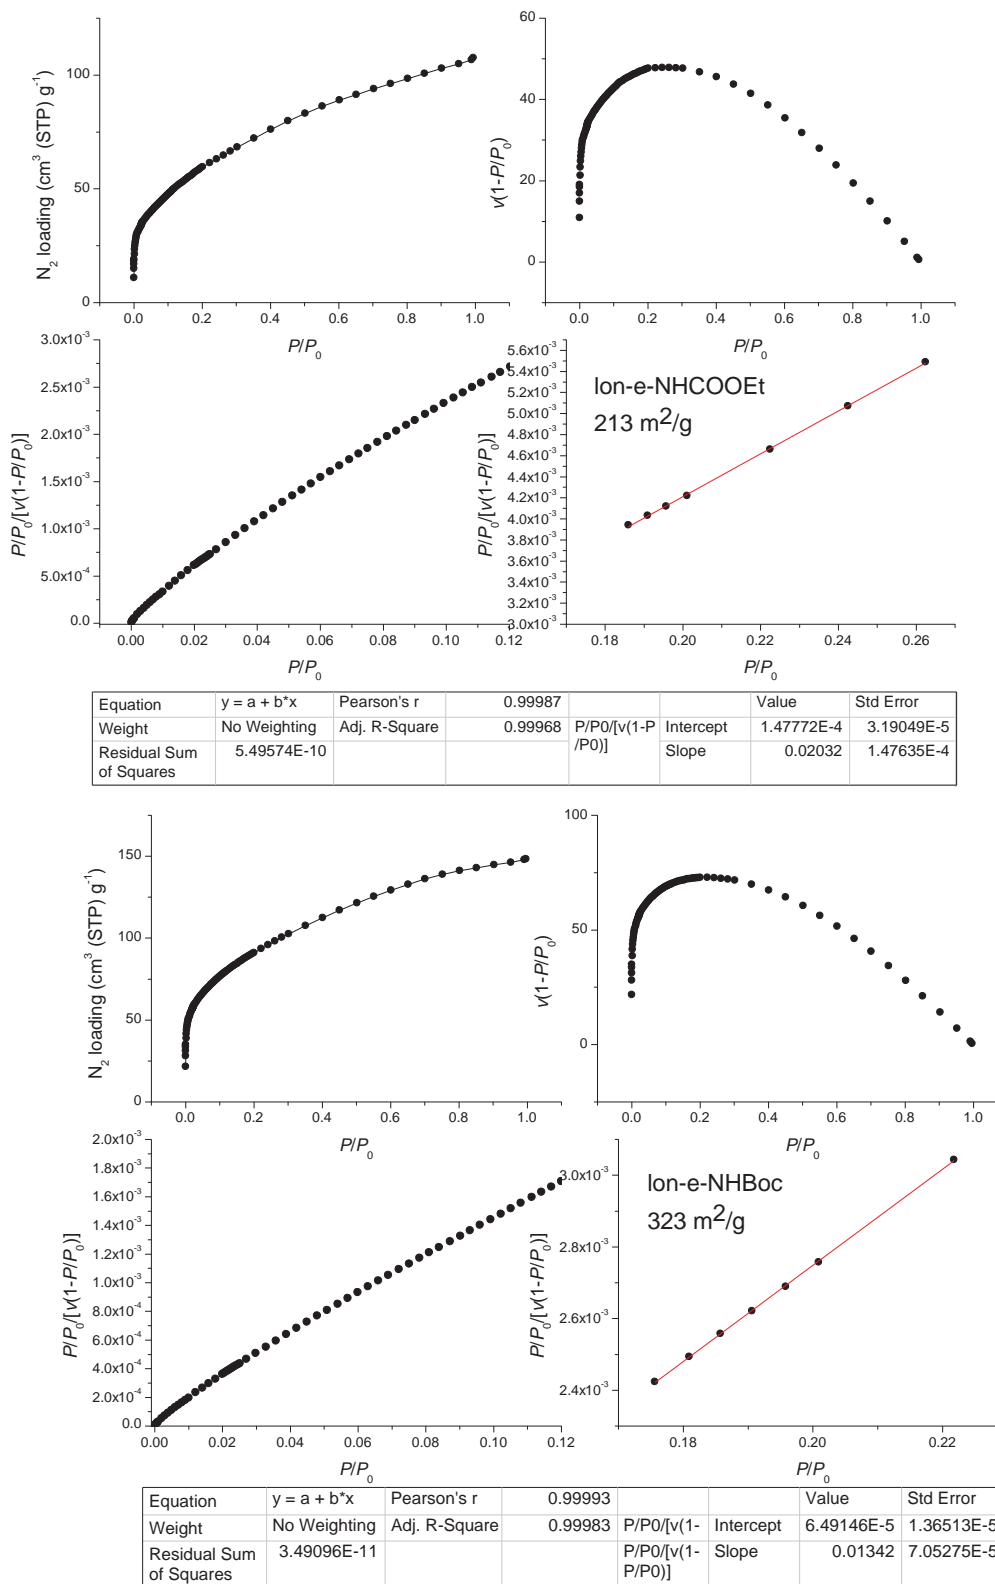 N₂ loading (cm³ (STP) g⁻¹)
100
50
0
0.0 0.2 0.4 0.6 0.8 1.0
P/P₀
v(1-P/P₀)
60
40
20
0
0.0 0.2 0.4 0.6 0.8 1.0
P/P₀
P/P₀/[v(1-P/P₀)]
3.0x10⁻³
2.5x10⁻³
2.0x10⁻³
1.5x10⁻³
1.0x10⁻³
5.0x10⁻⁴
0.0
0.00 0.02 0.04 0.06 0.08 0.10 0.12
P/P₀
P/P₀/[v(1-P/P₀)]
5.6x10⁻³
5.4x10⁻³
5.2x10⁻³
5.0x10⁻³
4.8x10⁻³
4.6x10⁻³
4.4x10⁻³
4.2x10⁻³
4.0x10⁻³
3.8x10⁻³
3.6x10⁻³
3.4x10⁻³
3.2x10⁻³
3.0x10⁻³
lon-e-NHCOOEt
213 m²/g
0.18 0.20 0.22 0.24 0.26
P/P₀
Equation y = a + b*x Pearson's r 0.99987 Value Std Error
Weight No Weighting Adj. R-Square 0.99968 P/P0/[v(1-P Intercept 1.47772E-4 3.19049E-5
/P0)]
Residual Sum 5.49574E-10 Slope 0.02032 1.47635E-4
of Squares
N₂ loading (cm³ (STP) g⁻¹)
150
100
50
0
0.0 0.2 0.4 0.6 0.8 1.0
P/P₀
v(1-P/P₀)
100
50
0
0.0 0.2 0.4 0.6 0.8 1.0
P/P₀
P/P₀/[v(1-P/P₀)]
2.0x10⁻³
1.8x10⁻³
1.6x10⁻³
1.4x10⁻³
1.2x10⁻³
1.0x10⁻³
8.0x10⁻⁴
6.0x10⁻⁴
4.0x10⁻⁴
2.0x10⁻⁴
0.0
0.00 0.02 0.04 0.06 0.08 0.10 0.12
P/P₀
P/P₀/[v(1-P/P₀)]
3.0x10⁻³
2.8x10⁻³
2.6x10⁻³
2.4x10⁻³
lon-e-NHBoc
323 m²/g
0.18 0.20 0.22
P/P₀
Equation y = a + b*x Pearson's r 0.99993 Value Std Error
Weight No Weighting Adj. R-Square 0.99983 P/P0/[v(1- Intercept 6.49146E-5 1.36513E-5
Residual Sum 3.49096E-11 P/P0/[v(1- Slope 0.01342 7.05275E-5
of Squares P/P0)]